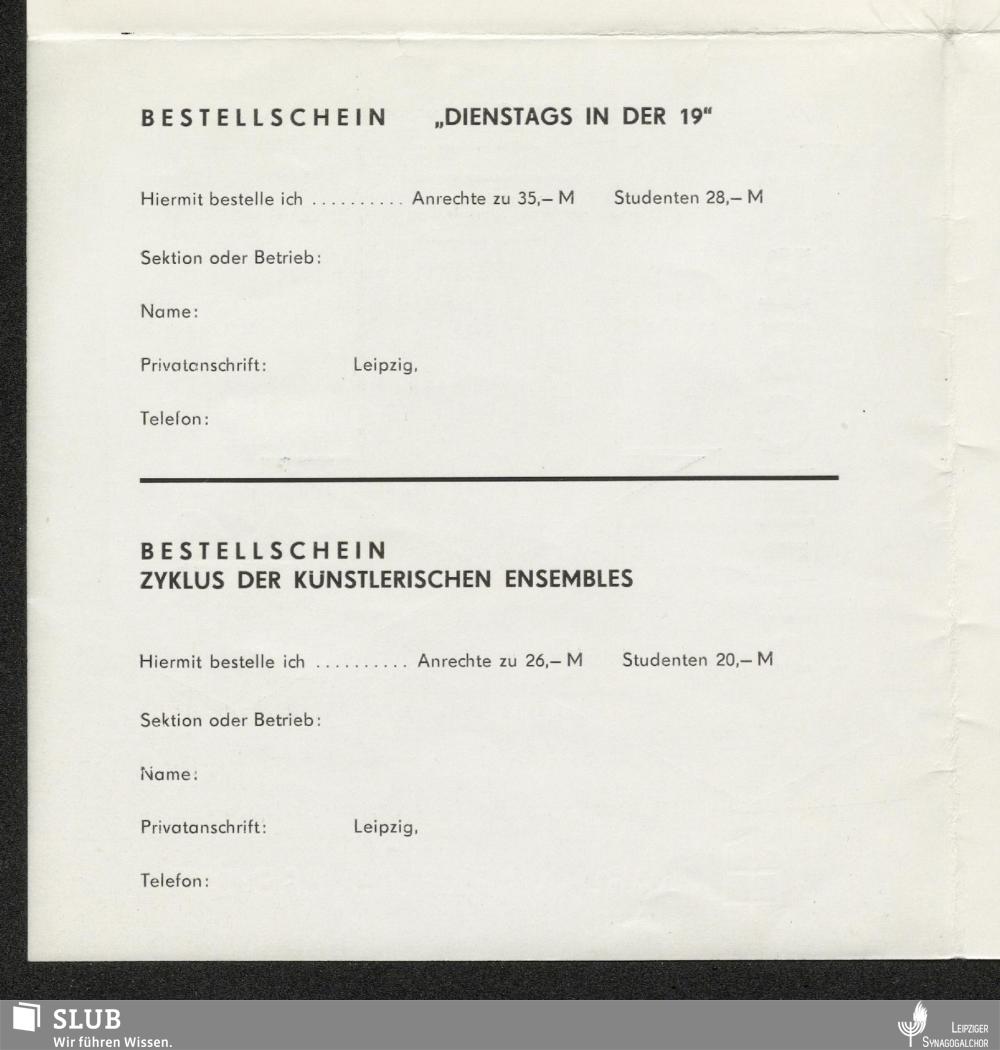 BESTELLSCHEIN „DIENSTAGS IN DER 19“
Hiermit bestelle ich .......... Anrechte zu 35,– M Studenten 28,– M
Sektion oder Betrieb:
Name:
Privatanschrift: Leipzig,
Telefon:
BESTELLSCHEIN
ZYKLUS DER KÜNSTLERISCHEN ENSEMBLES
Hiermit bestelle ich .......... Anrechte zu 26,– M Studenten 20,– M
Sektion oder Betrieb:
Name:
Privatanschrift: Leipzig,
Telefon:
SLUB
Wir führen Wissen.
LEIPZIGER
SYNAGOGALCHOR